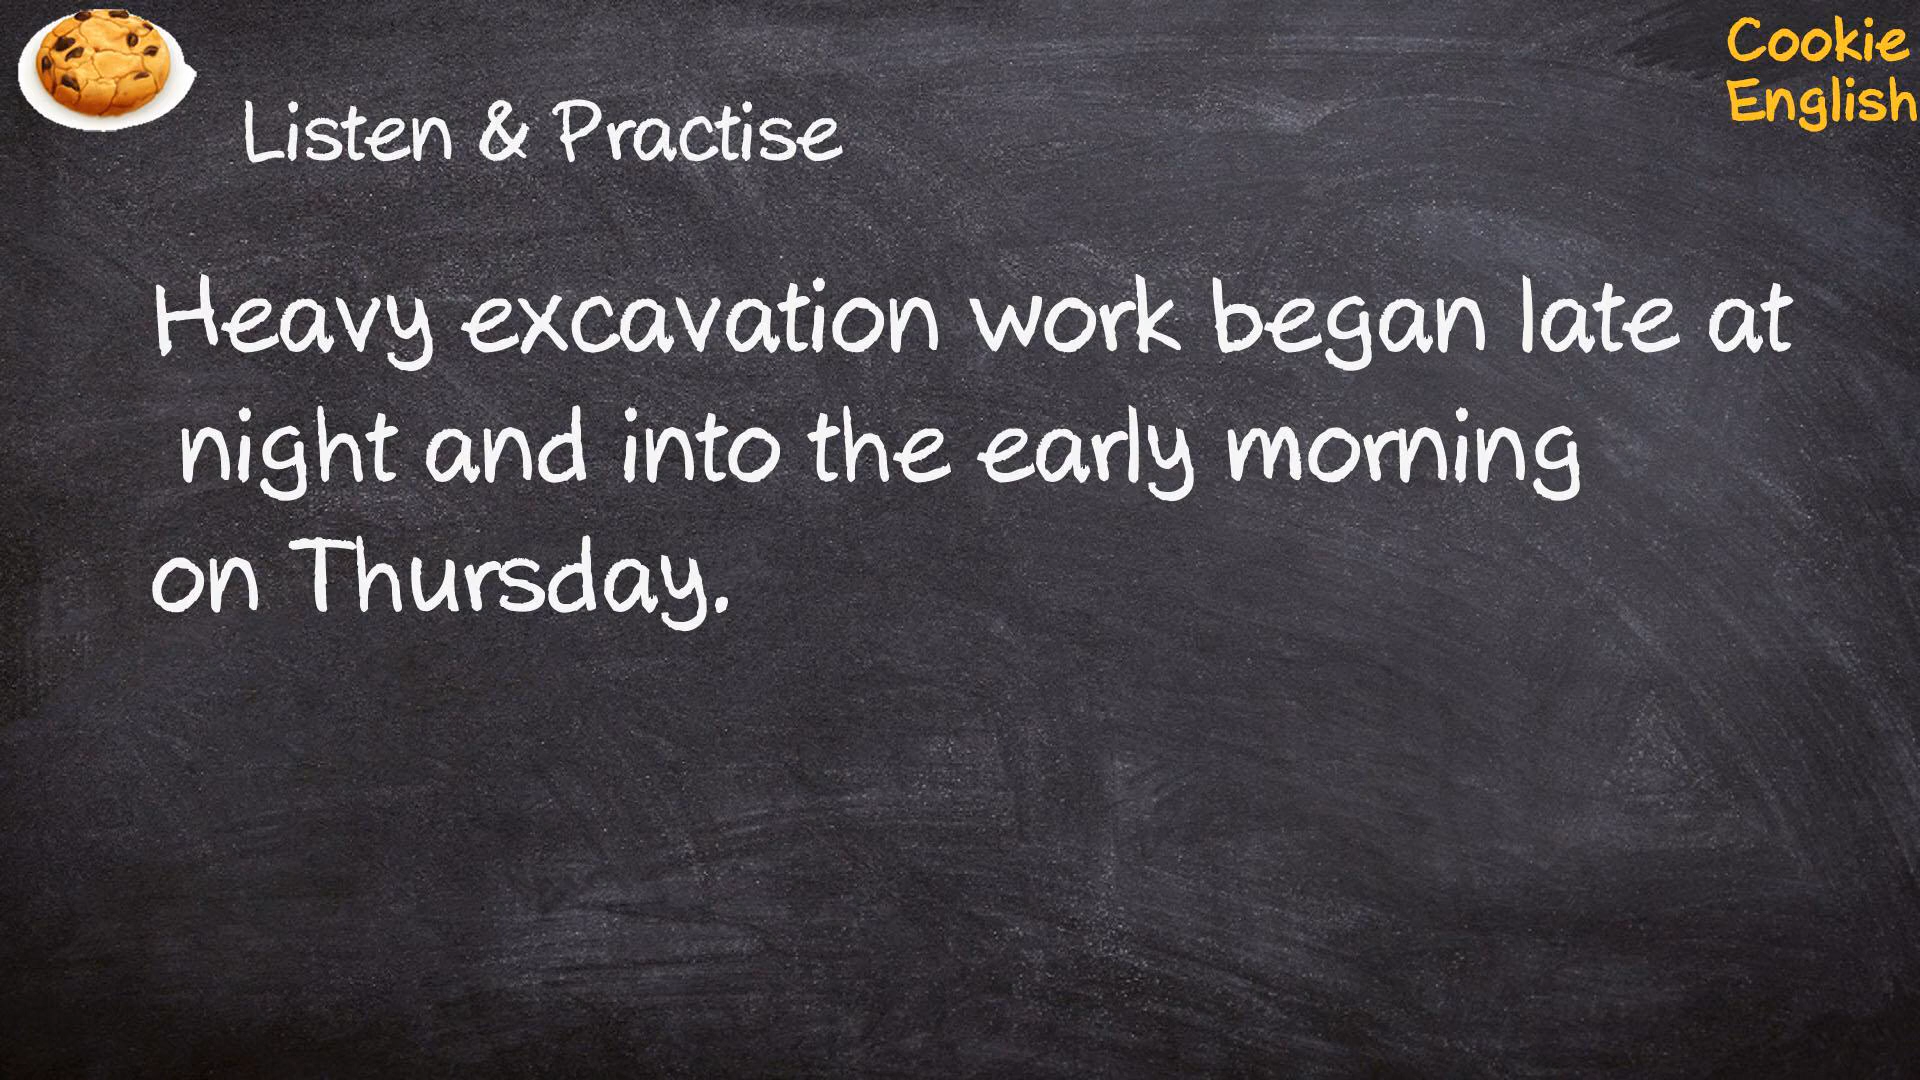 Cookie
English
Listen & Practise
Heavy excavation work began late at
night and into the early morning
on Thursday.